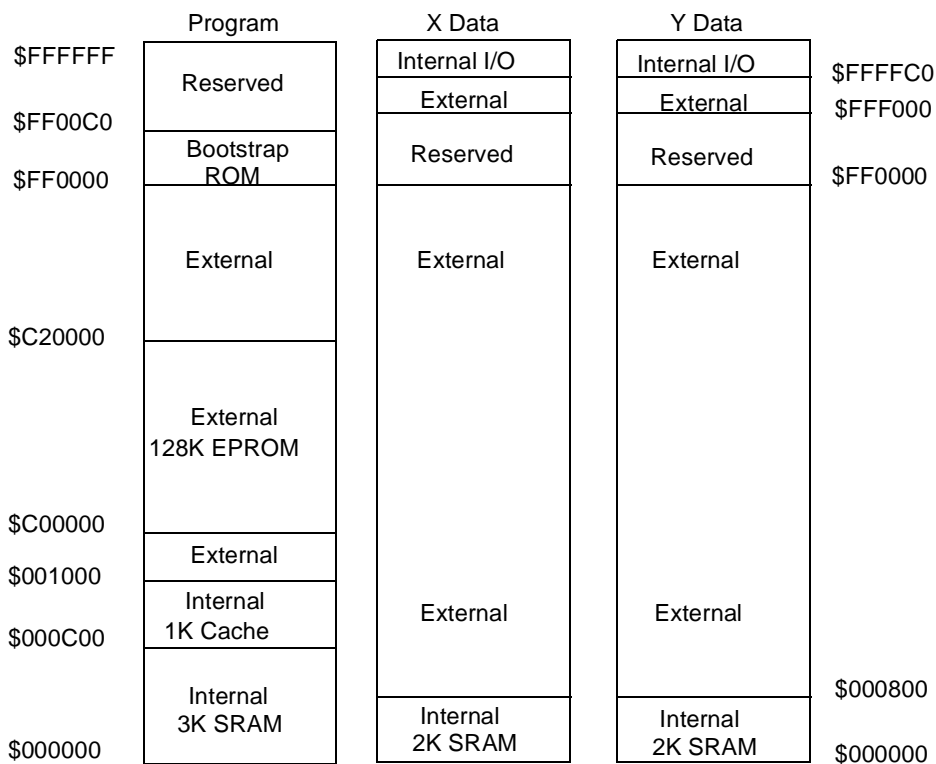 Program
X Data
Y Data
$FFFFFF
Reserved
$FF00C0
Bootstrap
ROM
$FF0000
External
$C20000
External
128K EPROM
$C00000
External
$001000
Internal
1K Cache
$000C00
Internal
3K SRAM
$000000
Internal I/O
External
Reserved
External
External
Internal
2K SRAM
Internal I/O
External
Reserved
External
External
Internal
2K SRAM
$FFFFC0
$FFF000
$FF0000
$000800
$000000